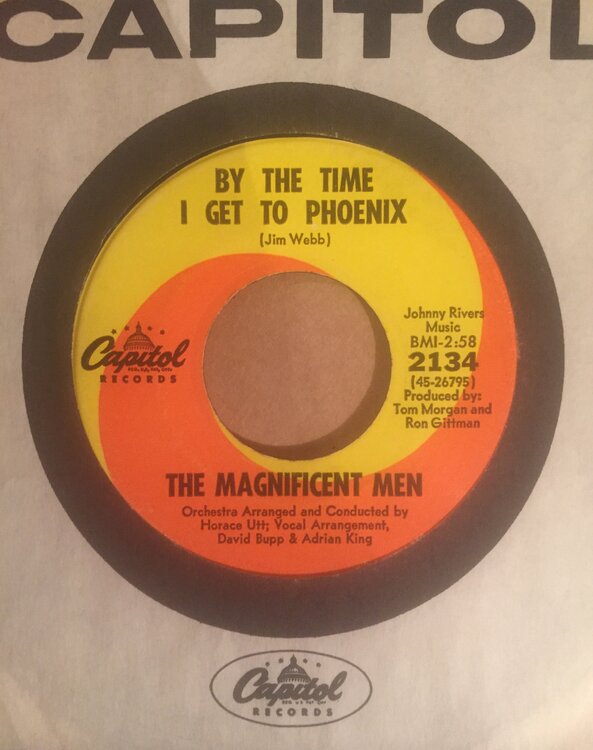 CAPITOL
BY THE TIME
I GET TO PHOENIX
(Jim Webb)
Johnny Rivers
Music
BMI-2:58
2134
(45-26795)
Produced by:
Tom Morgan and
Ron Gittman
Capitol
RECORDS
THE MAGNIFICENT MEN
Orchestra Arranged and Conducted by
Horace Utt; Vocal Arrangement,
David Bupp & Adrian King
Capitol
RECORDS